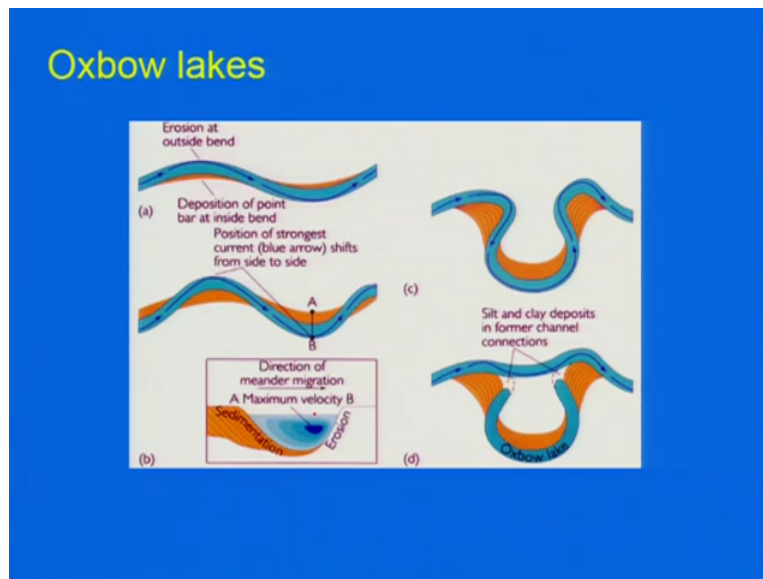 Oxbow lakes
Erosion at
outside bend
(a)
Deposition of point
bar at inside bend
Position of strongest
current (blue arrow) shifts
from side to side
A
B
Direction of
meander migration
A Maximum velocity B
Sedimentation
Erosion
(b)
(c)
Silt and clay deposits
in former channel
connections
Oxbow lake
(d)